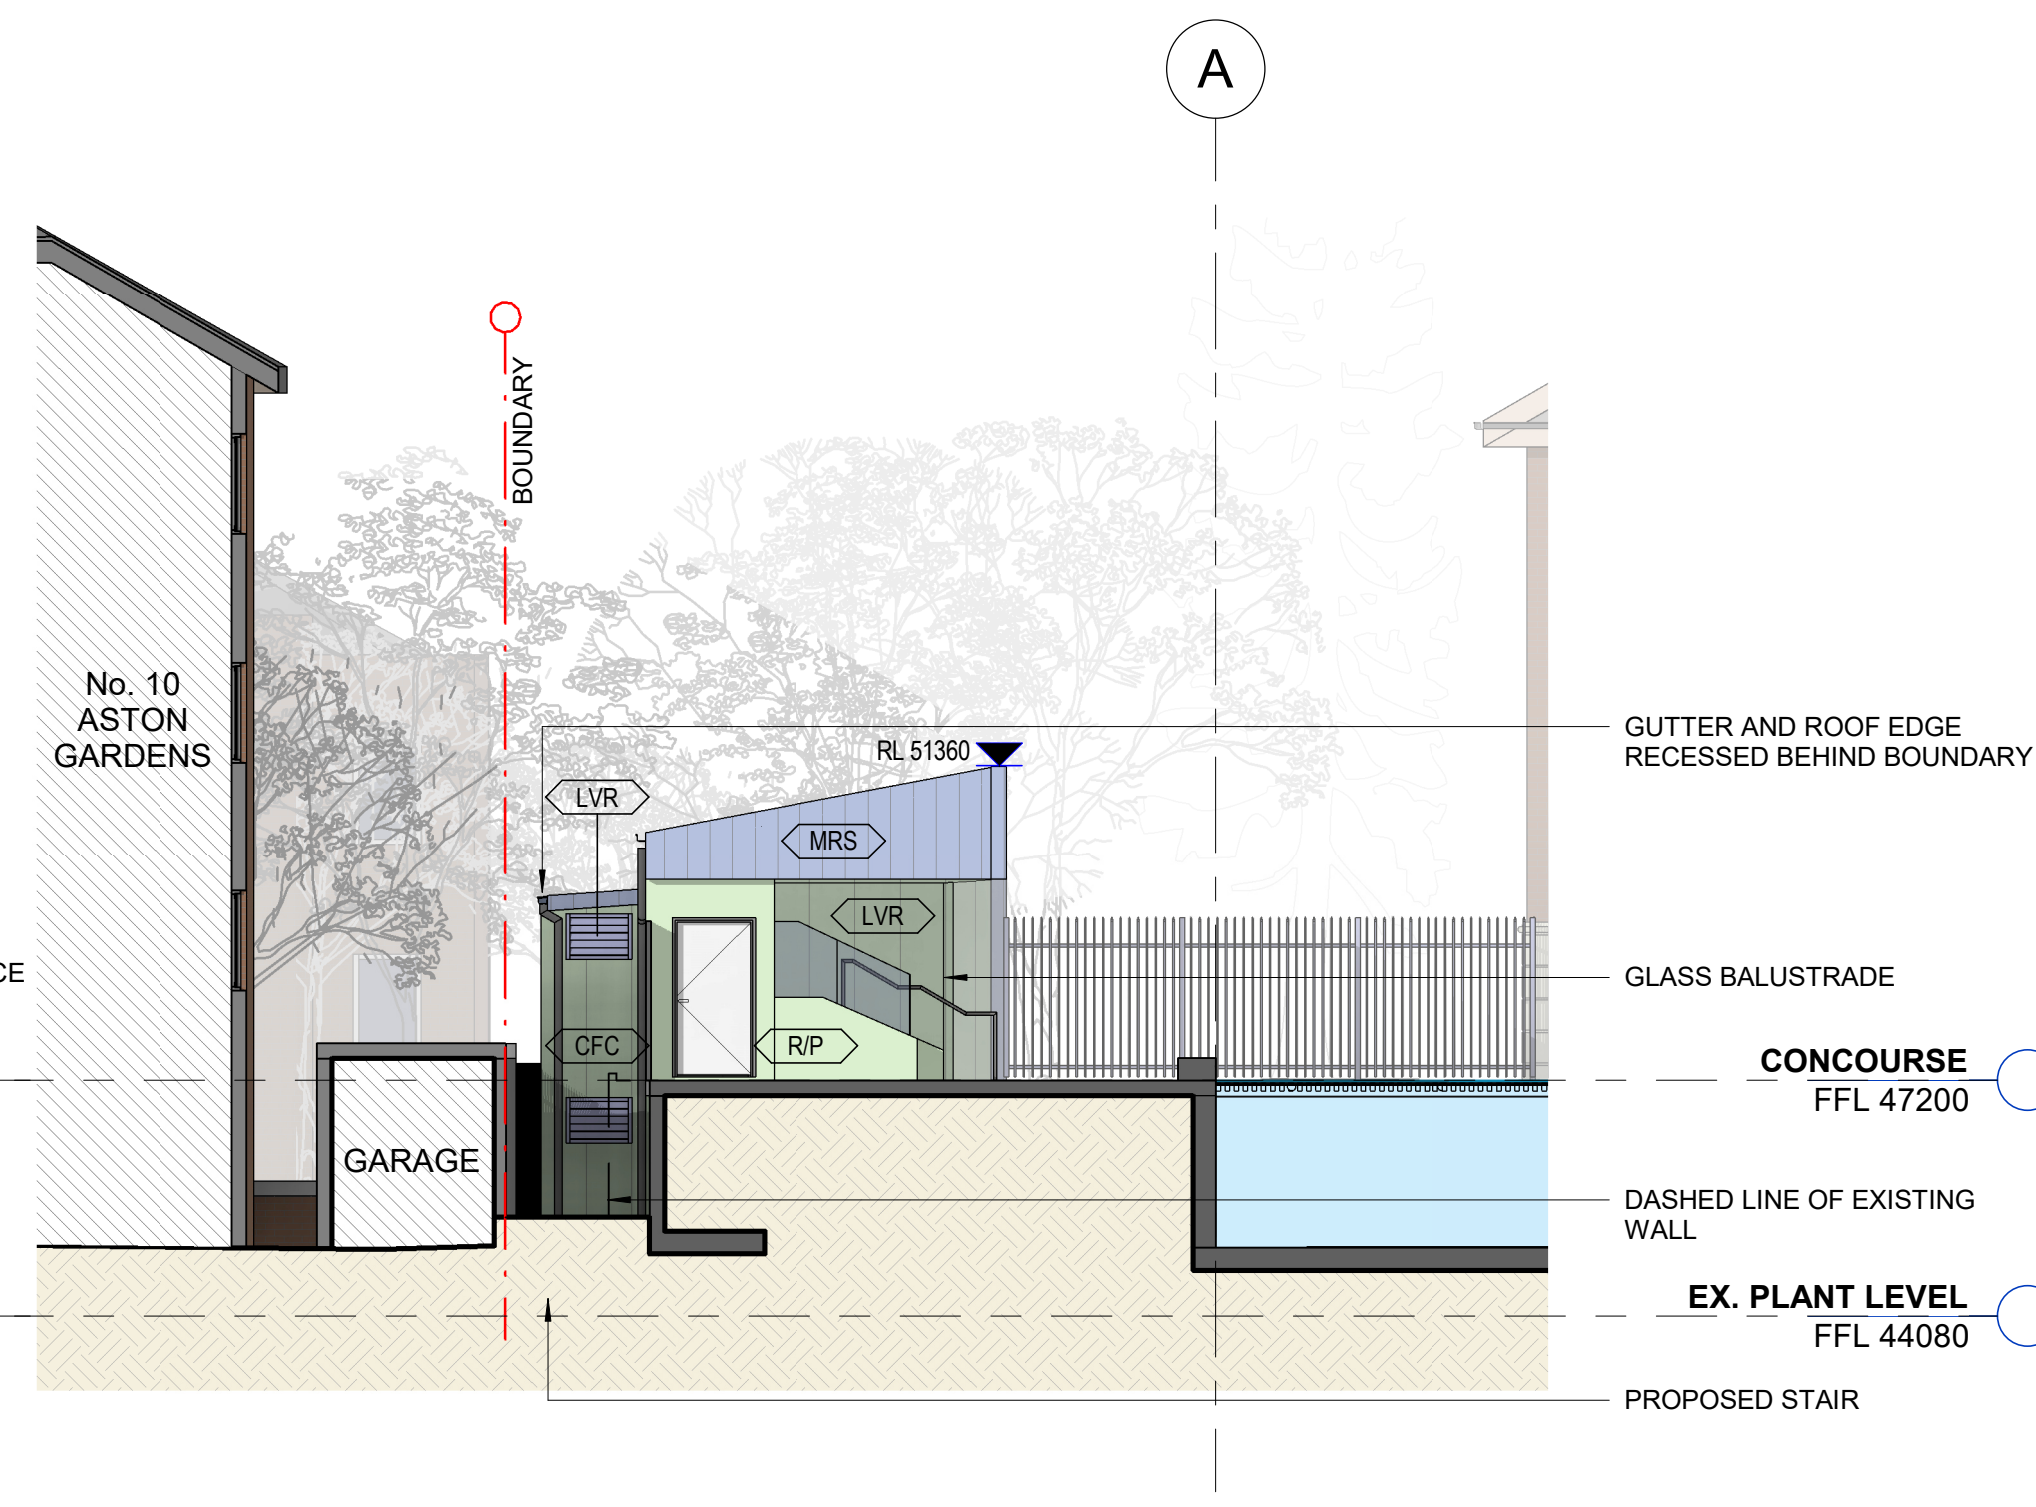 A
BOUNDARY
No. 10
ASTON
GARDENS
GUTTER AND ROOF EDGE
RECESSED BEHIND BOUNDARY
RL 51360
LVR
MRS
LVR
GLASS BALUSTRADE
CE
CFC
R/P
CONCOURSE
FFL 47200
GARAGE
DASHED LINE OF EXISTING
WALL
EX. PLANT LEVEL
FFL 44080
PROPOSED STAIR